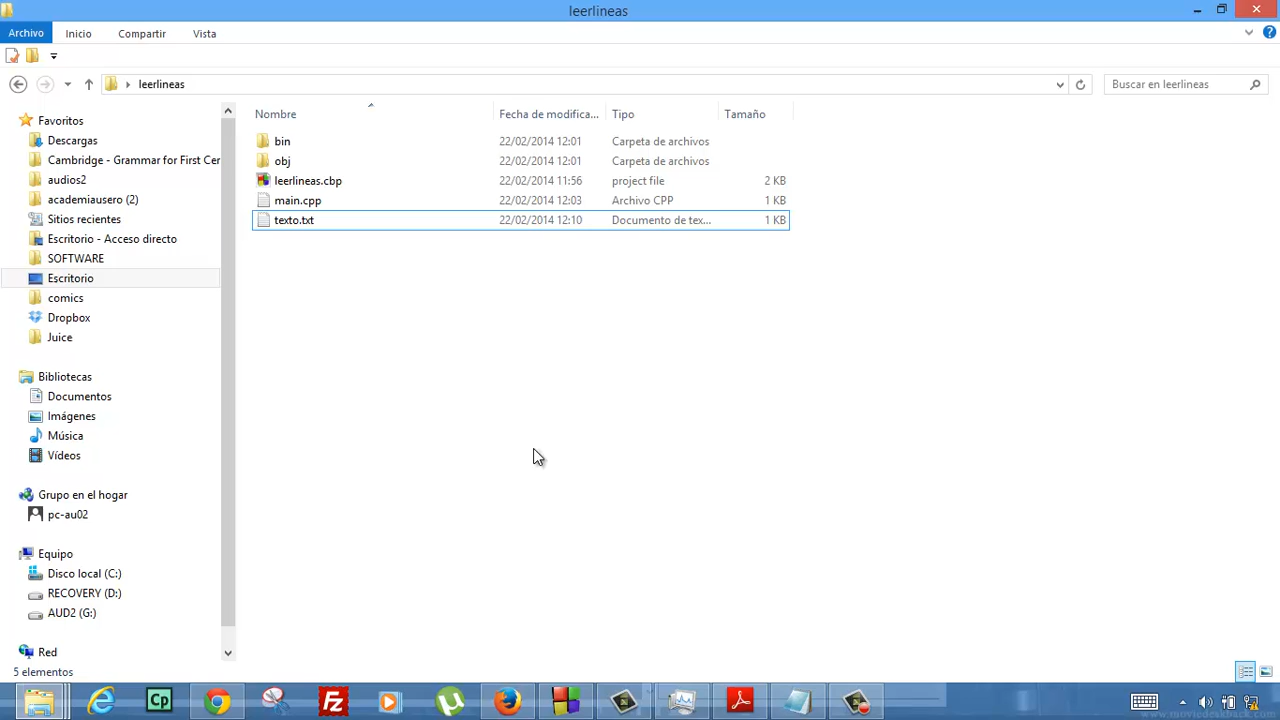 leerlineas
Archivo Inicio Compartir Vista
leerlineas
Buscar en leerlineas
Nombre Fecha de modifica... Tipo Tamaño
bin 22/02/2014 12:01 Carpeta de archivos
obj 22/02/2014 12:01 Carpeta de archivos
leerlineas.cbp 22/02/2014 11:56 project file 2 KB
main.cpp 22/02/2014 12:03 Archivo CPP 1 KB
texto.txt 22/02/2014 12:10 Documento de tex... 1 KB
Favoritos
Descargas
Cambridge - Grammar for First Cer
audios2
academiausero (2)
Sitios recientes
Escritorio - Acceso directo
SOFTWARE
Escritorio
comics
Dropbox
Juice
Bibliotecas
Documentos
Imágenes
Música
Vídeos
Grupo en el hogar
pc-au02
Equipo
Disco local (C:)
RECOVERY (D:)
AUD2 (G:)
Red
5 elementos
Cp
Fz
www.moviedeskback.com